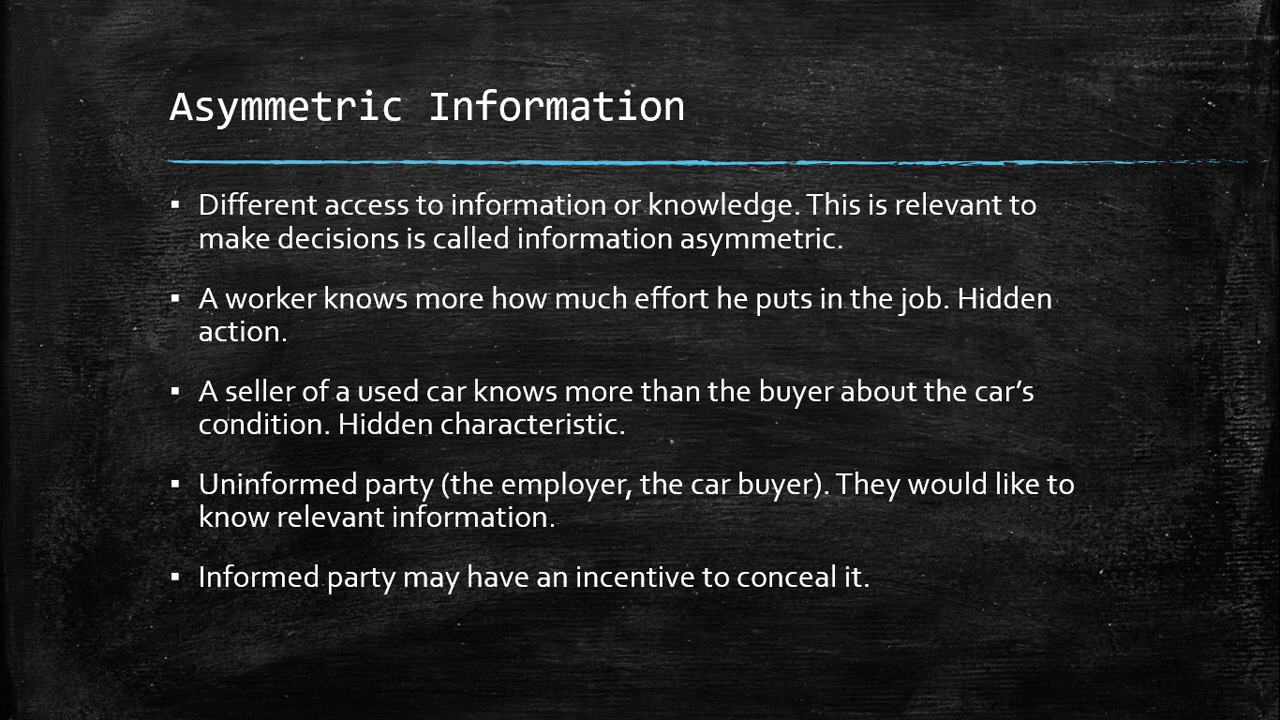 Asymmetric Information
▪ Different access to information or knowledge. This is relevant to
make decisions is called information asymmetric.
▪ A worker knows more how much effort he puts in the job. Hidden
action.
▪ A seller of a used car knows more than the buyer about the car’s
condition. Hidden characteristic.
▪ Uninformed party (the employer, the car buyer). They would like to
know relevant information.
▪ Informed party may have an incentive to conceal it.